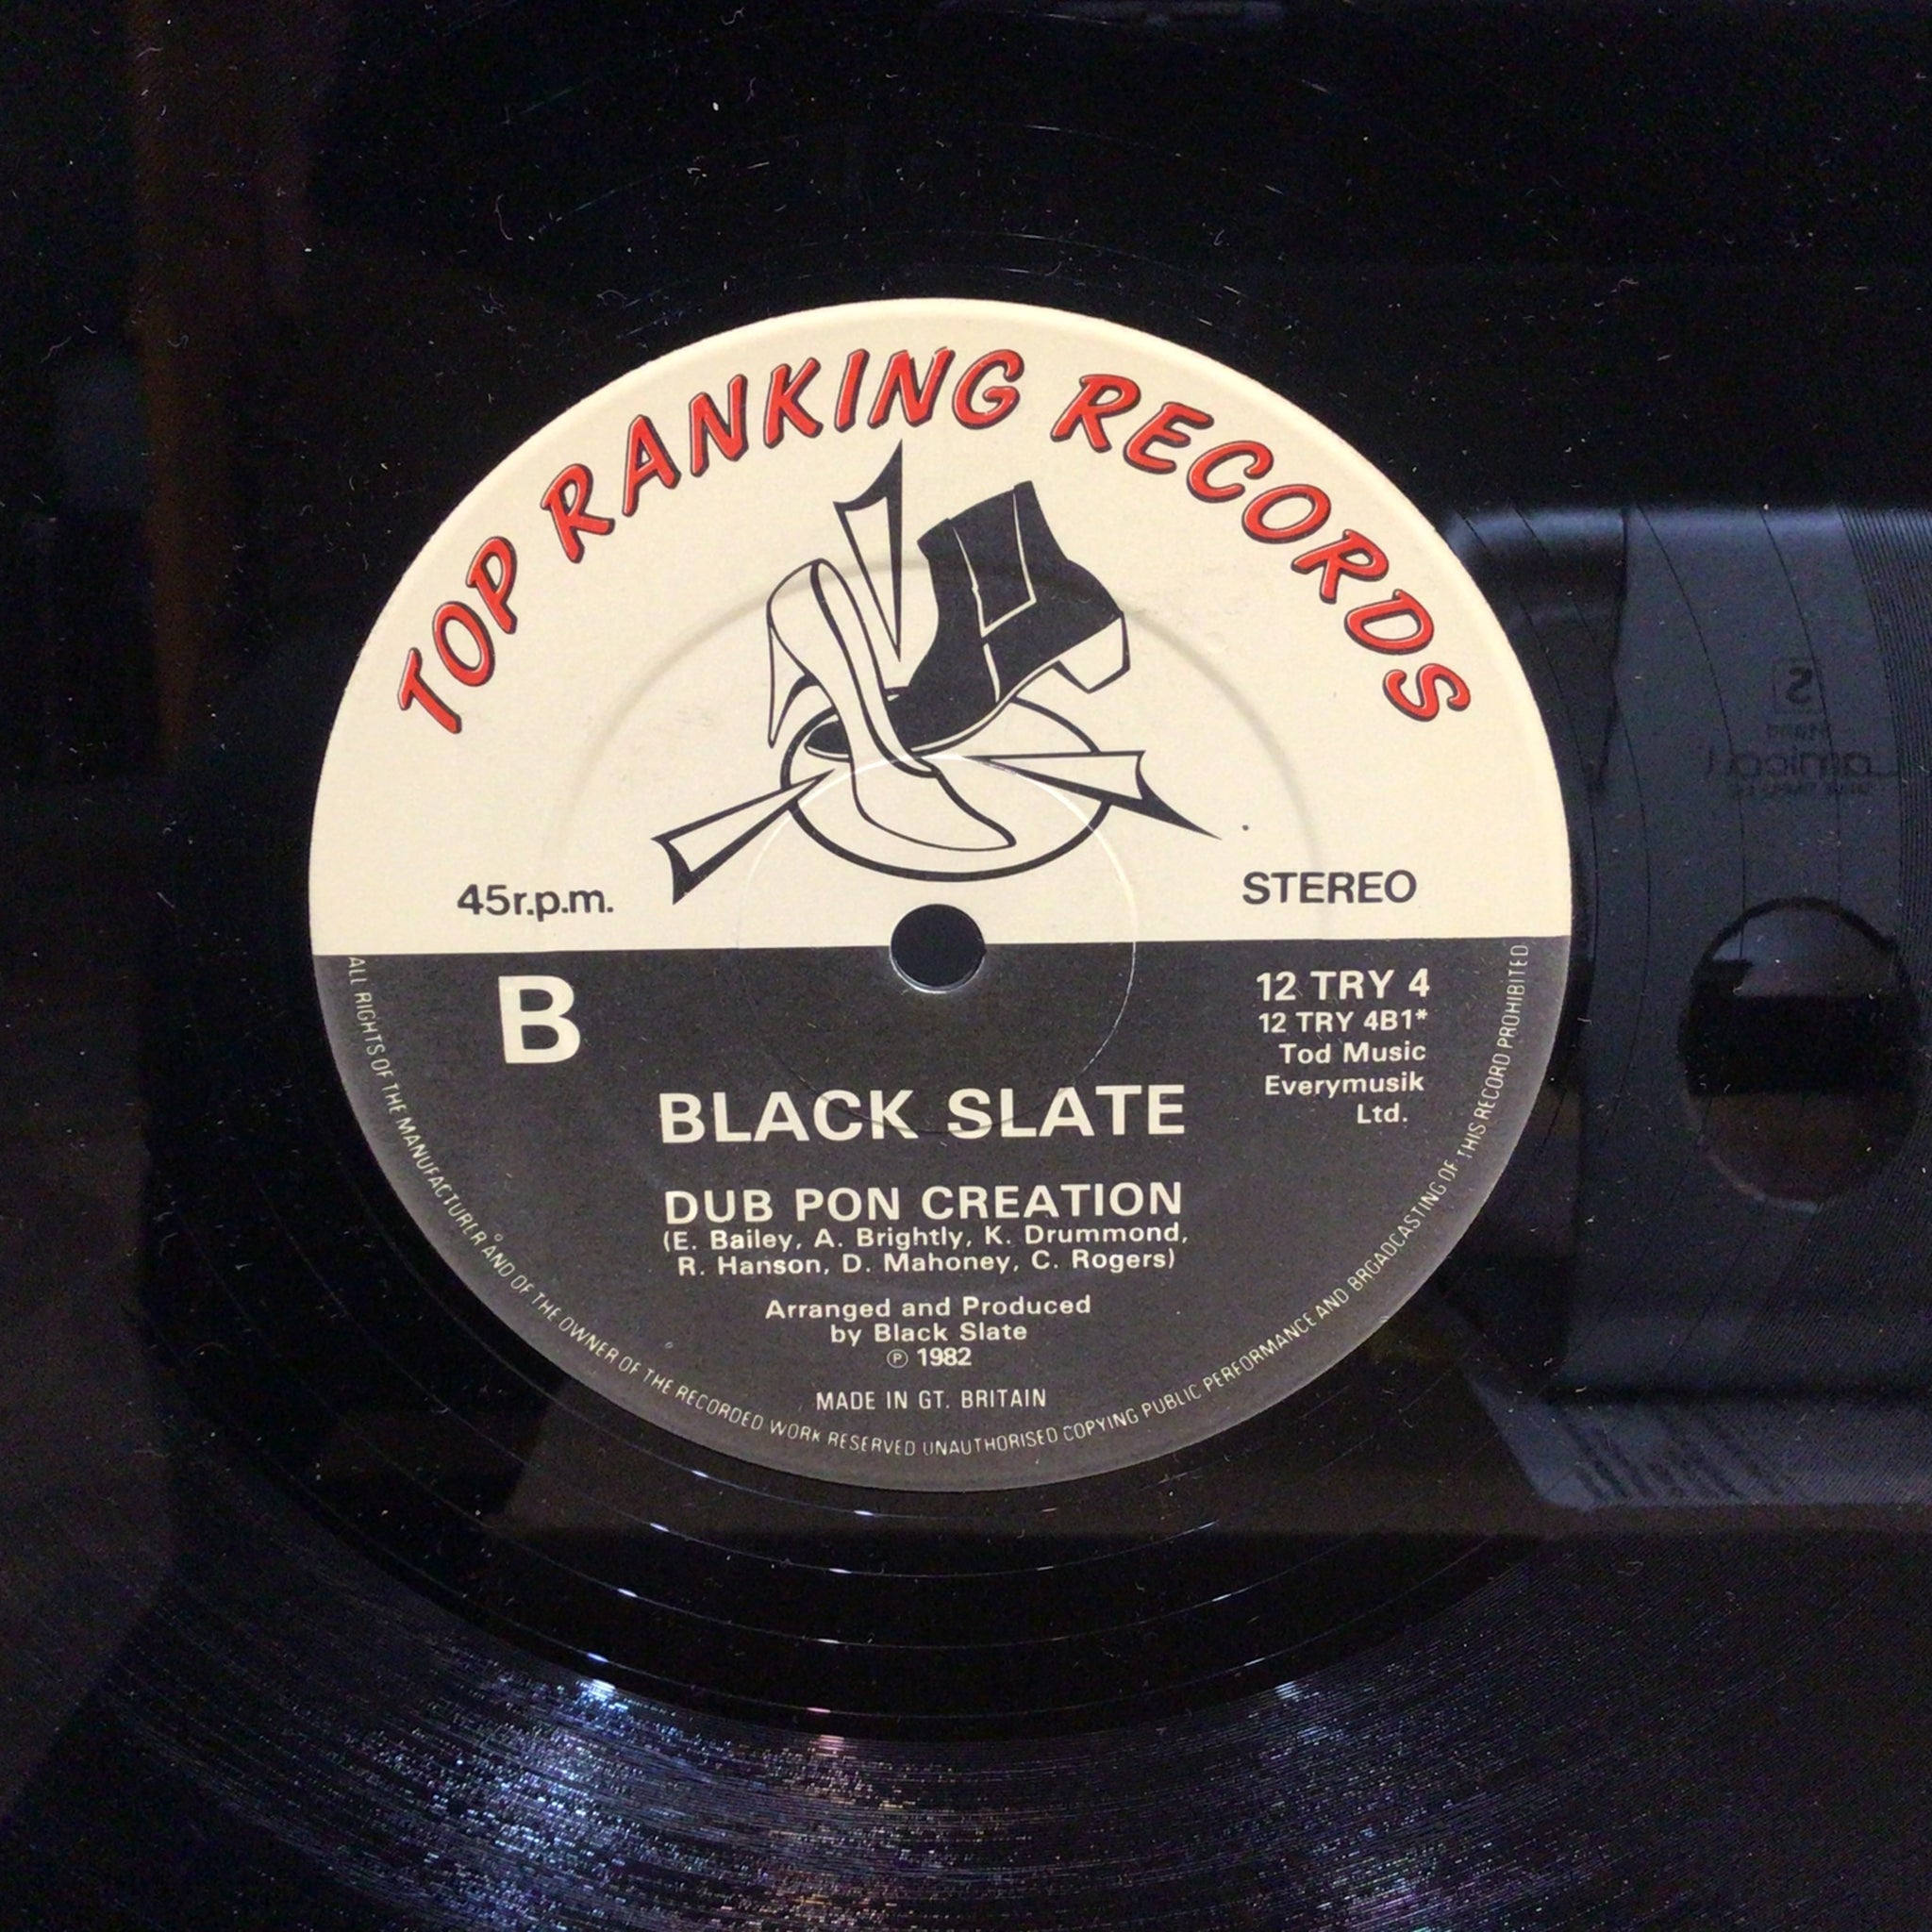 TOP RANKING RECORDS
45r.p.m.
STEREO
B
12 TRY 4
12 TRY 4B1*
Tod Music
Everymusik
Ltd.
BLACK SLATE
DUB PON CREATION
(E. Bailey, A. Brightly, K. Drummond,
R. Hanson, D. Mahoney, C. Rogers)
Arranged and Produced
by Black Slate
℗ 1982
MADE IN GT. BRITAIN
ALL RIGHTS OF THE MANUFACTURER AND OF THE OWNER OF THE RECORDED WORK RESERVED UNAUTHORISED COPYING PUBLIC PERFORMANCE AND BROADCASTING OF THIS RECORD PROHIBITED